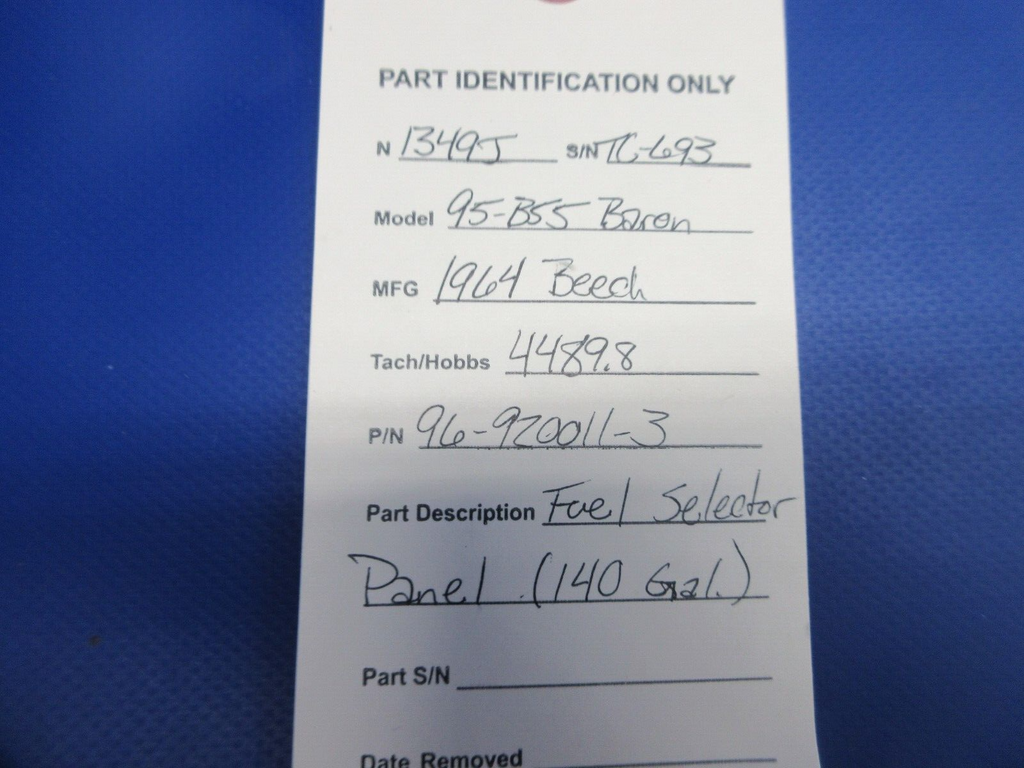 PART IDENTIFICATION ONLY
N 1349J S/N TC-693
Model 95-B55 Baron
MFG 1964 Beech
Tach/Hobbs 4489.8
P/N 96-920011-3
Part Description Fuel Selector
Panel (140 Gal.)
Part S/N
Date Removed